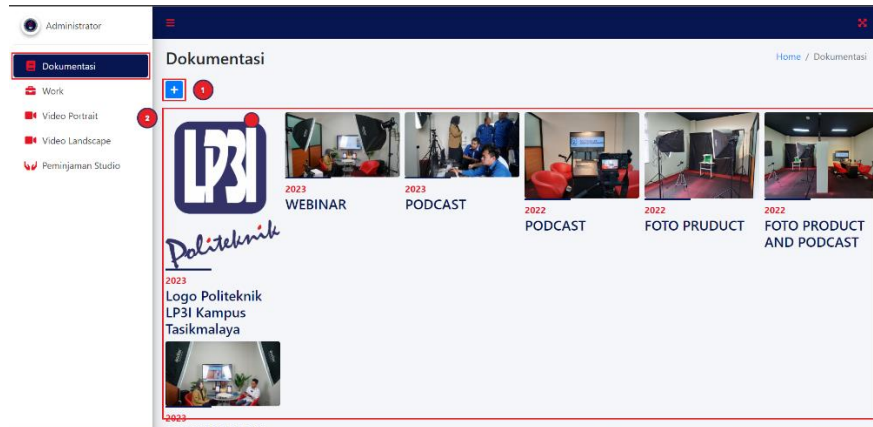 Administrator
Dokumentasi
Work
Video Portrait
Video Landscape
Peminjaman Studio
Dokumentasi
Home / Dokumentasi
+
1
2
LP3I
Politeknik
2023
Logo Politeknik
LP3I Kampus
Tasikmalaya
2023
WEBINAR
2023
PODCAST
2022
PODCAST
2022
FOTO PRUDUCT
2022
FOTO PRODUCT
AND PODCAST
2023